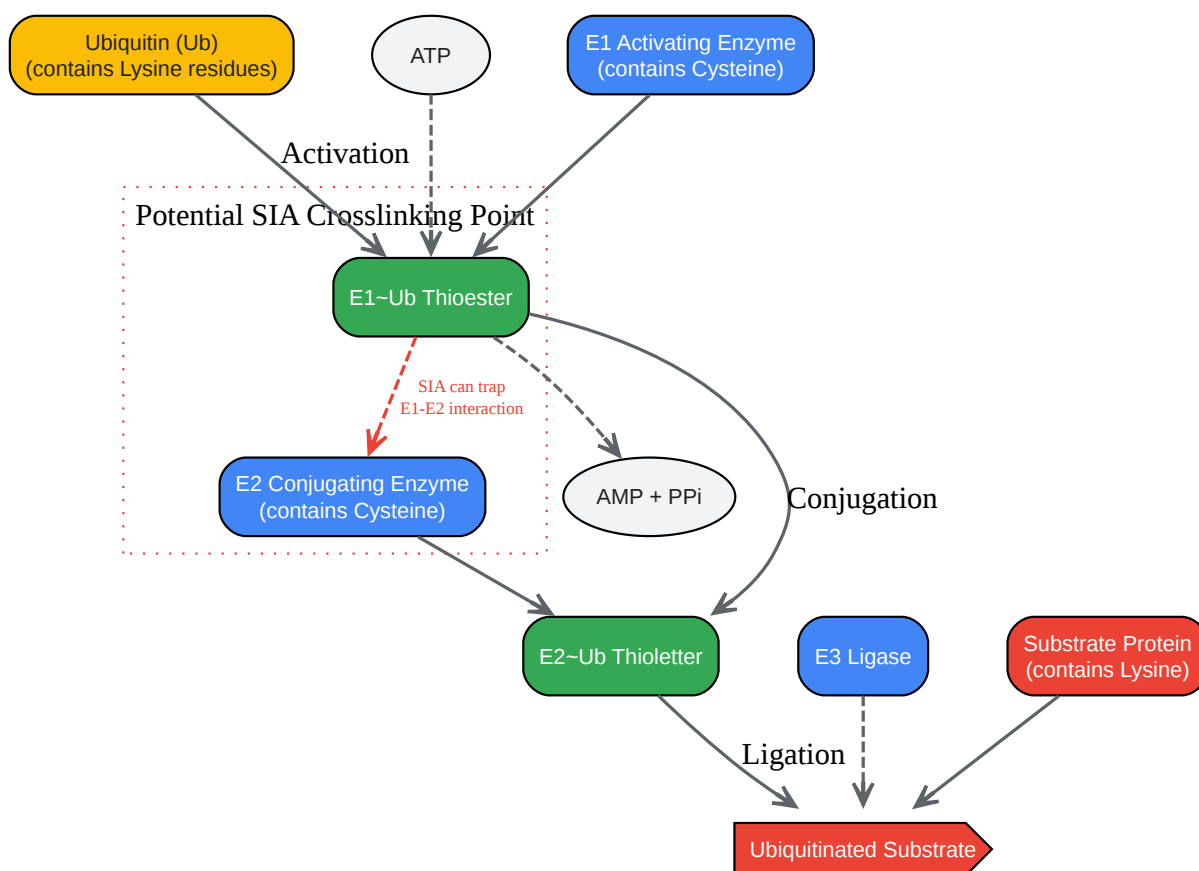 Ubiquitin (Ub)
(contains Lysine residues)
ATP
E1 Activating Enzyme
(contains Cysteine)
Activation
Potential SIA Crosslinking Point
E1~Ub Thioester
SIA can trap
E1-E2 interaction
E2 Conjugating Enzyme
(contains Cysteine)
AMP + PPi
Conjugation
E2~Ub Thioletter
E3 Ligase
Substrate Protein
(contains Lysine)
Ligation
Ubiquitinated Substrate